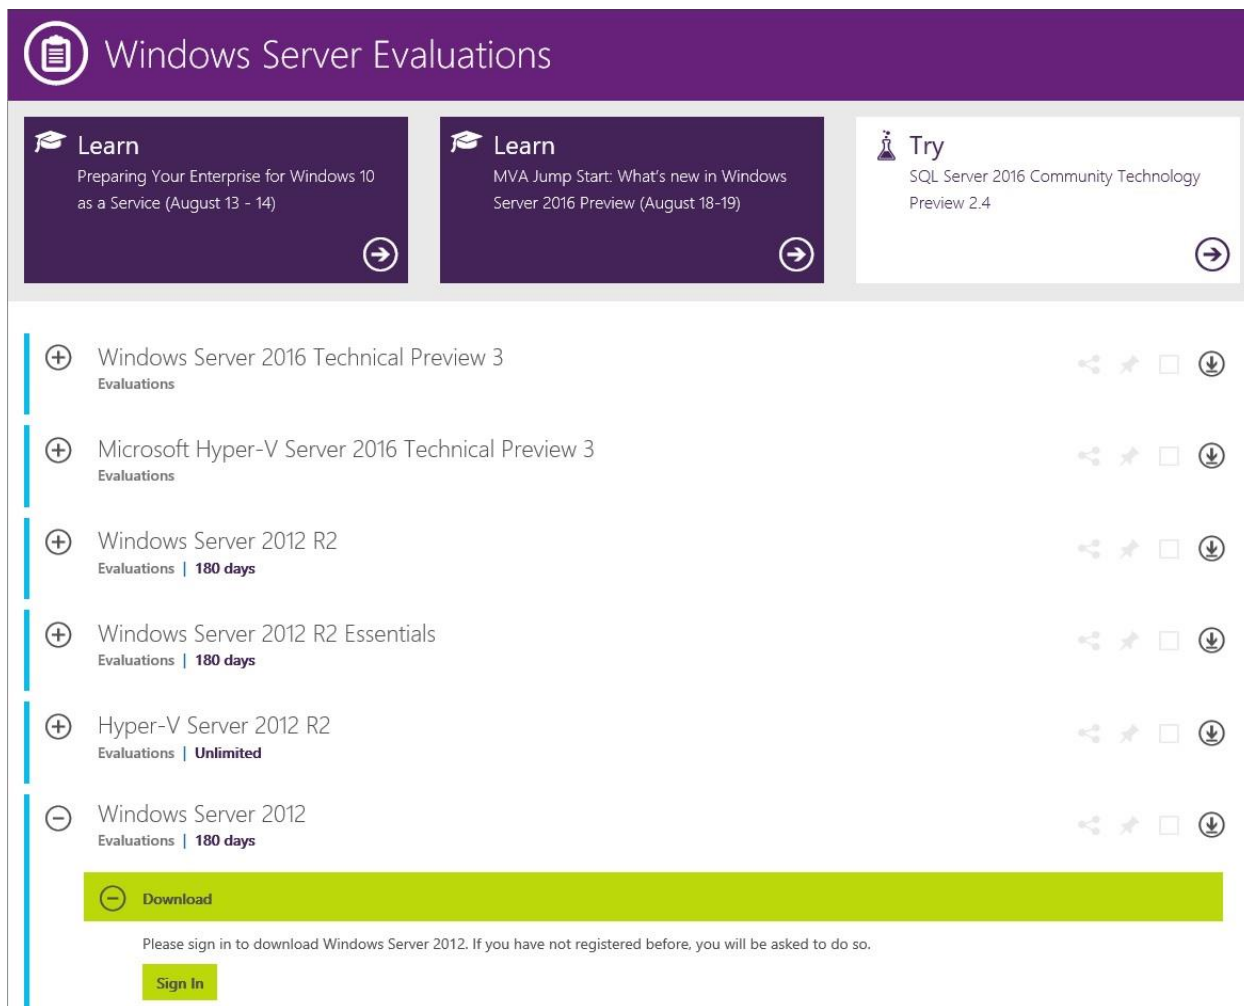 Windows Server Evaluations
Learn
Preparing Your Enterprise for Windows 10
as a Service (August 13 - 14)
Learn
MVA Jump Start: What's new in Windows
Server 2016 Preview (August 18-19)
Try
SQL Server 2016 Community Technology
Preview 2.4
Windows Server 2016 Technical Preview 3
Evaluations
Microsoft Hyper-V Server 2016 Technical Preview 3
Evaluations
Windows Server 2012 R2
Evaluations | 180 days
Windows Server 2012 R2 Essentials
Evaluations | 180 days
Hyper-V Server 2012 R2
Evaluations | Unlimited
Windows Server 2012
Evaluations | 180 days
Download
Please sign in to download Windows Server 2012. If you have not registered before, you will be asked to do so.
Sign In